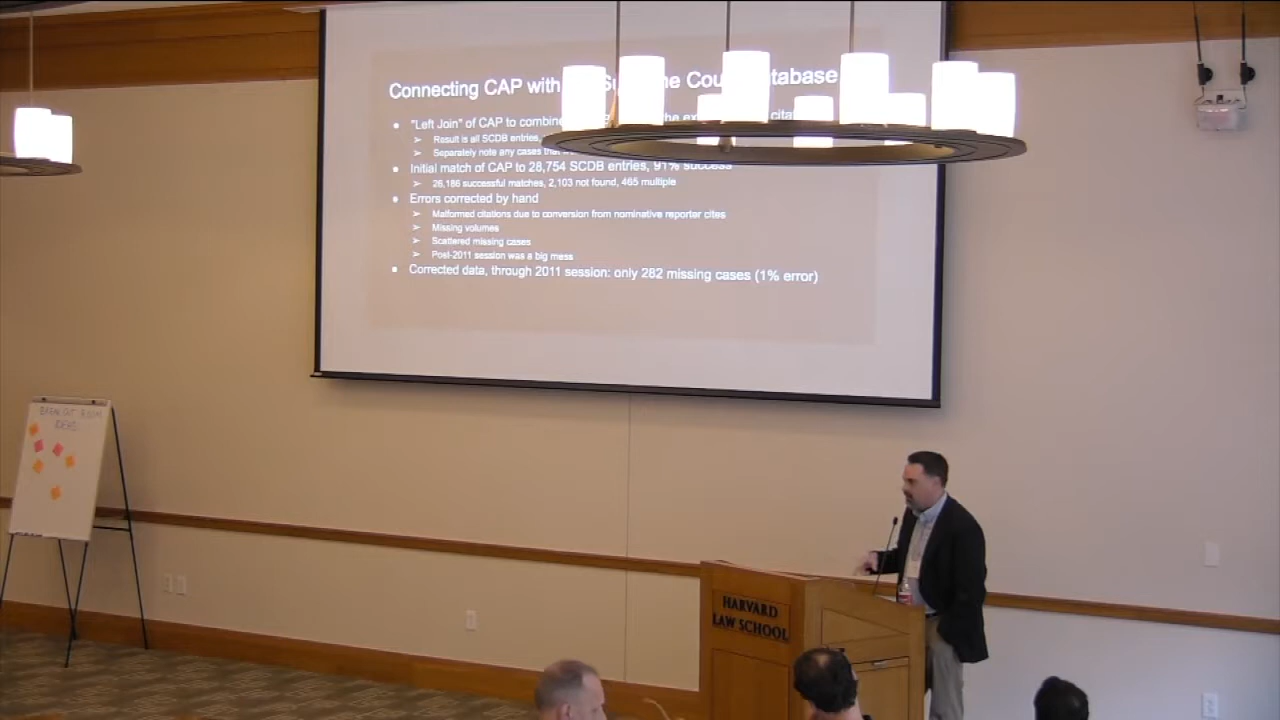 Connecting CAP with
"Left Join" of CAP to combine
Result is all SCDB entries,
Separately note any cases
Initial match of CAP to 28,754 SCDB entries, 91% success
26,186 successful matches, 2,103 not found, 465 multiple
Errors corrected by hand
Malformed citations due to conversion from nominative reporter cites
Missing volumes
Scattered missing cases
Post-2011 session was a big mess
Corrected data, through 2011 session: only 282 missing cases (1% error)
BREAKOUT ROOM
IDEAS
HARVARD
LAW SCHOOL